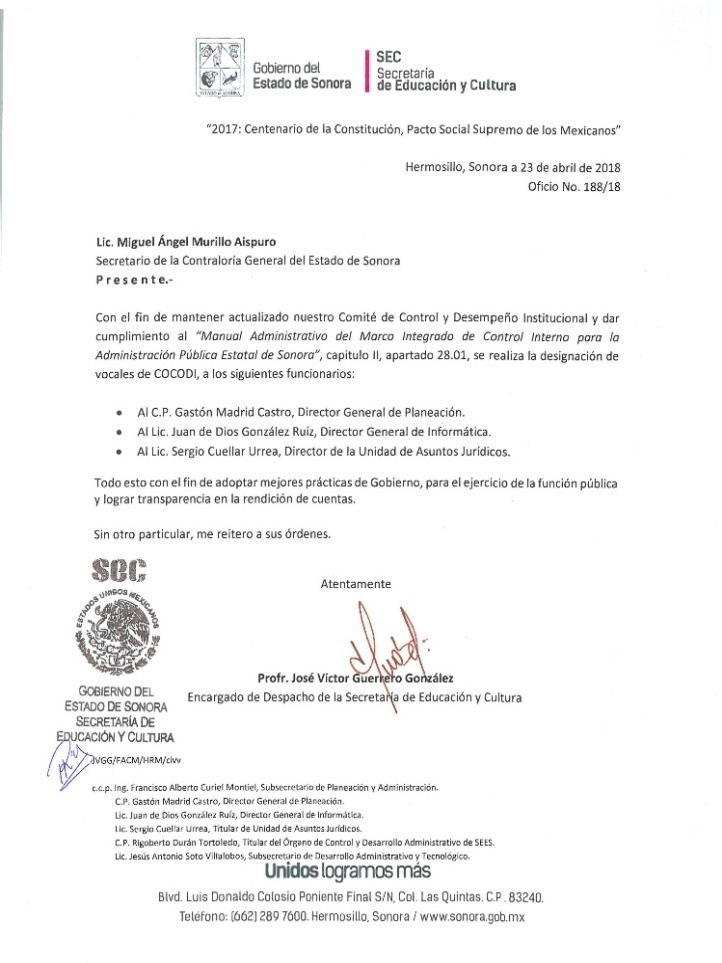 Gobierno del
Estado de Sonora
SEC
Secretaría
de Educación y Cultura
“2017: Centenario de la Constitución, Pacto Social Supremo de los Mexicanos”
Hermosillo, Sonora a 23 de abril de 2018
Oficio No. 188/18
Lic. Miguel Ángel Murillo Aispuro
Secretario de la Contraloría General del Estado de Sonora
P r e s e n t e.-
Con el fin de mantener actualizado nuestro Comité de Control y Desempeño Institucional y dar
cumplimiento al “Manual Administrativo del Marco Integrado de Control Interno para la
Administración Pública Estatal de Sonora”, capitulo II, apartado 28.01, se realiza la designación de
vocales de COCODI, a los siguientes funcionarios:
• Al C.P. Gastón Madrid Castro, Director General de Planeación.
• Al Lic. Juan de Dios González Ruíz, Director General de Informática.
• Al Lic. Sergio Cuellar Urrea, Director de la Unidad de Asuntos Jurídicos.
Todo esto con el fin de adoptar mejores prácticas de Gobierno, para el ejercicio de la función pública
y lograr transparencia en la rendición de cuentas.
Sin otro particular, me reitero a sus órdenes.
SEC
ESTADOS UNIDOS MEXICANOS
Atentamente
Profr. José Víctor Guerrero González
Encargado de Despacho de la Secretaría de Educación y Cultura
GOBIERNO DEL
ESTADO DE SONORA
SECRETARÍA DE
EDUCACIÓN Y CULTURA
JVGG/FACM/HRM/clvv
c.c.p. Ing. Francisco Alberto Curiel Montiel, Subsecretario de Planeación y Administración.
C.P. Gastón Madrid Castro, Director General de Planeación.
Lic. Juan de Dios González Ruíz, Director General de Informática.
Lic. Sergio Cuellar Urrea, Titular de Unidad de Asuntos Jurídicos.
C.P. Rigoberto Durán Tortoledo, Titular del Órgano de Control y Desarrollo Administrativo de SEES.
Lic. Jesús Antonio Soto Villalobos, Subsecretario de Desarrollo Administrativo y Tecnológico.
Unidos logramos más
Blvd. Luis Donaldo Colosio Poniente Final S/N, Col. Las Quintas. C.P. 83240.
Teléfono: (662) 289 7600. Hermosillo, Sonora / www.sonora.gob.mx